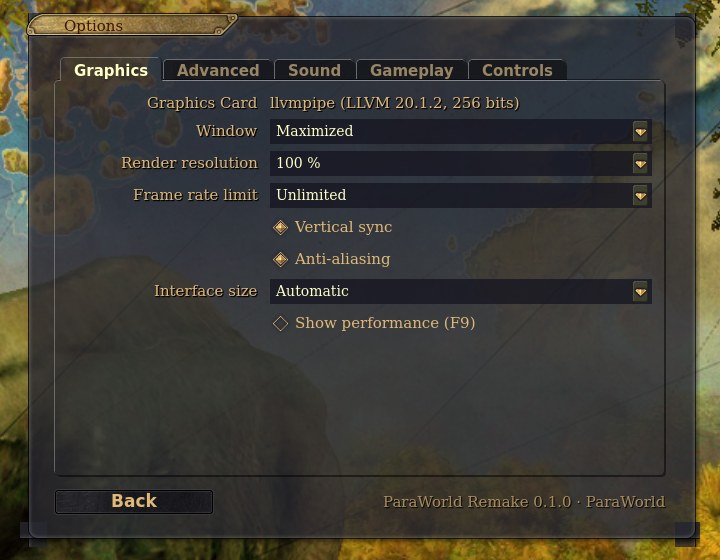 Options
Graphics Advanced Sound Gameplay Controls
Graphics Card llvmpipe (LLVM 20.1.2, 256 bits)
Window Maximized
Render resolution 100 %
Frame rate limit Unlimited
Vertical sync
Anti-aliasing
Interface size Automatic
Show performance (F9)
Back ParaWorld Remake 0.1.0 · ParaWorld